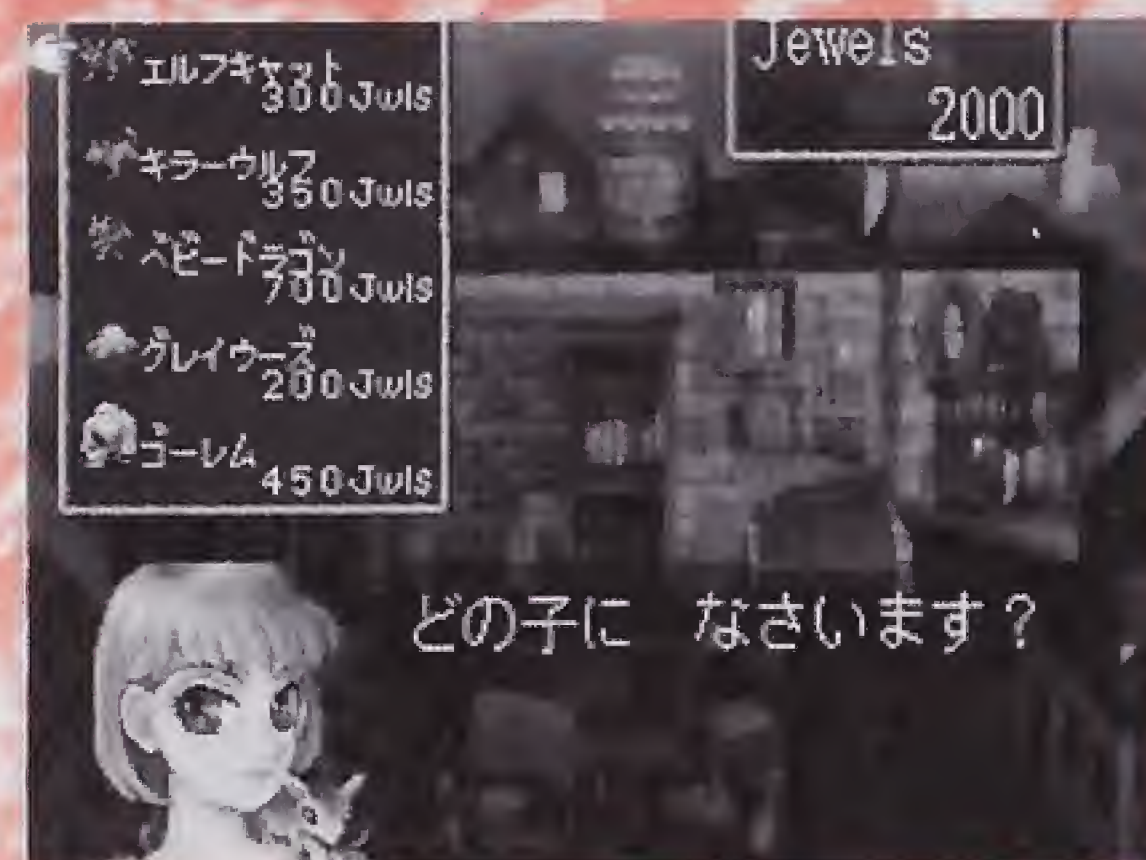 エルフキャット
300Jwls
キラーウルフ
350Jwls
ベビードラゴン
700Jwls
グレイウーズ
200Jwls
ゴーレム
450Jwls
Jewels
2000
どの子に なさいます？